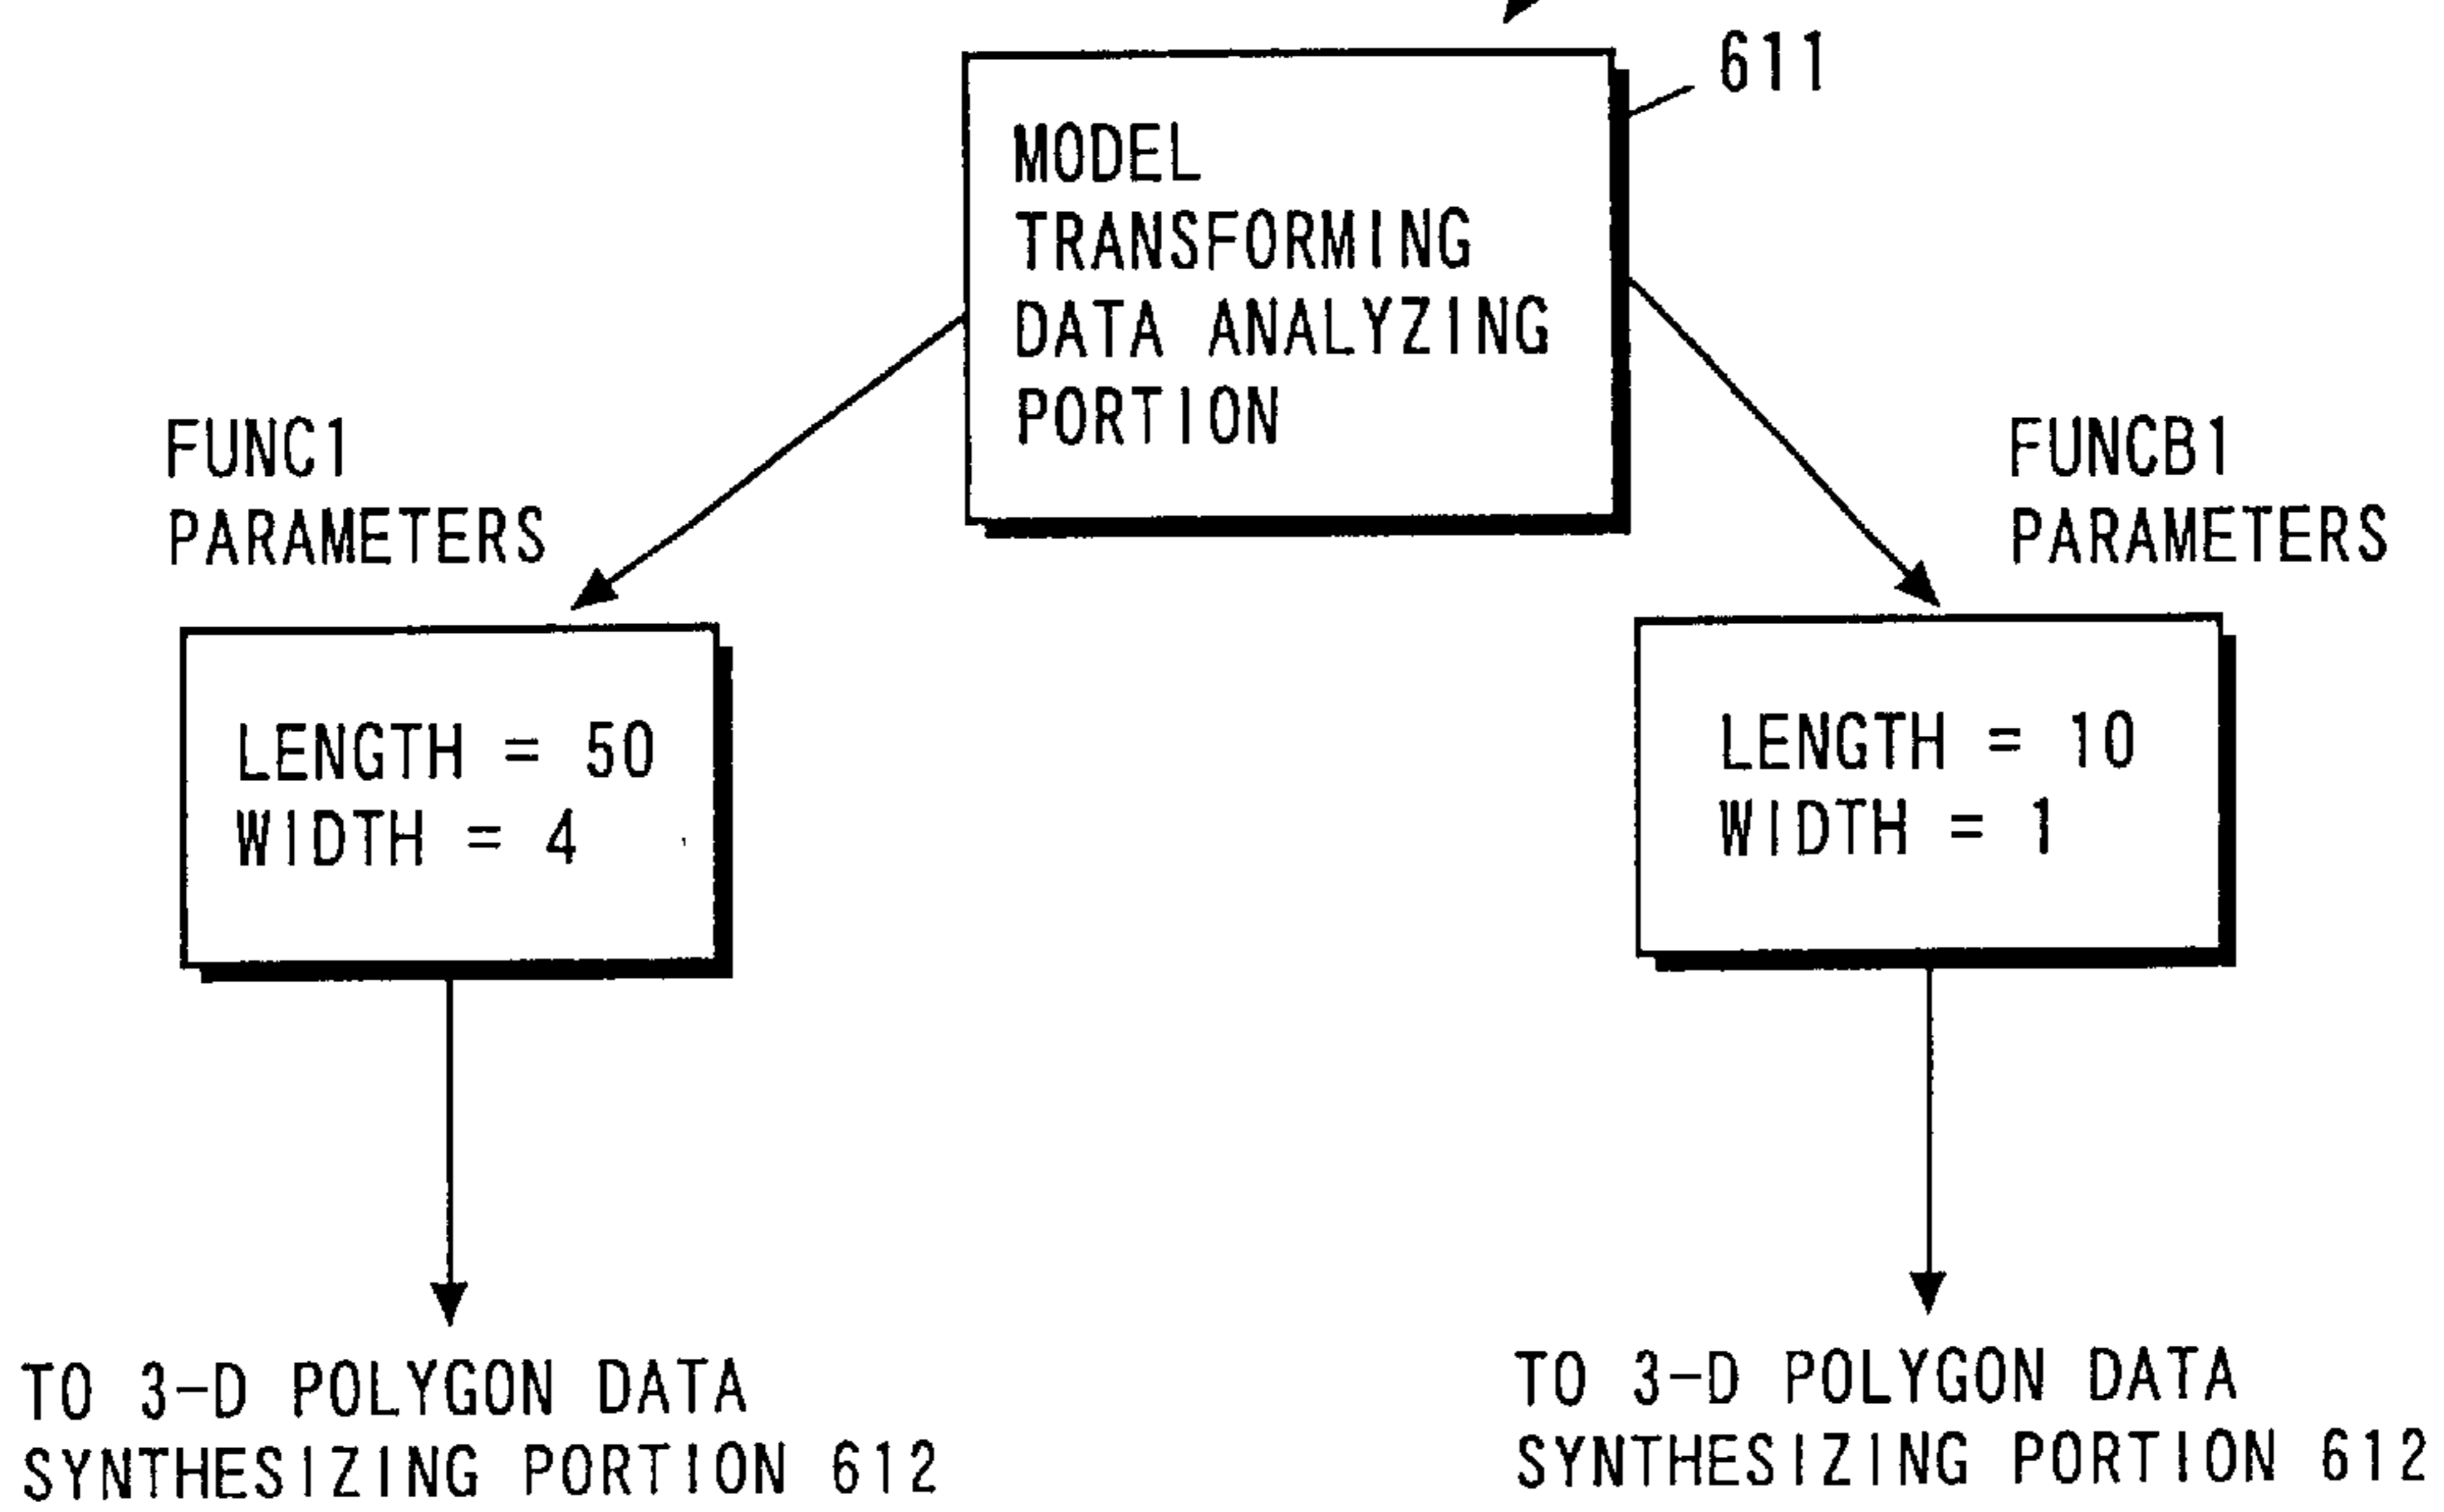 611
MODEL
TRANSFORMING
DATA ANALYZING
PORTION
FUNC1
PARAMETERS
FUNCB1
PARAMETERS
LENGTH = 50
WIDTH = 4
LENGTH = 10
WIDTH = 1
TO 3-D POLYGON DATA
SYNTHESIZING PORTION 612
TO 3-D POLYGON DATA
SYNTHESIZING PORTION 612